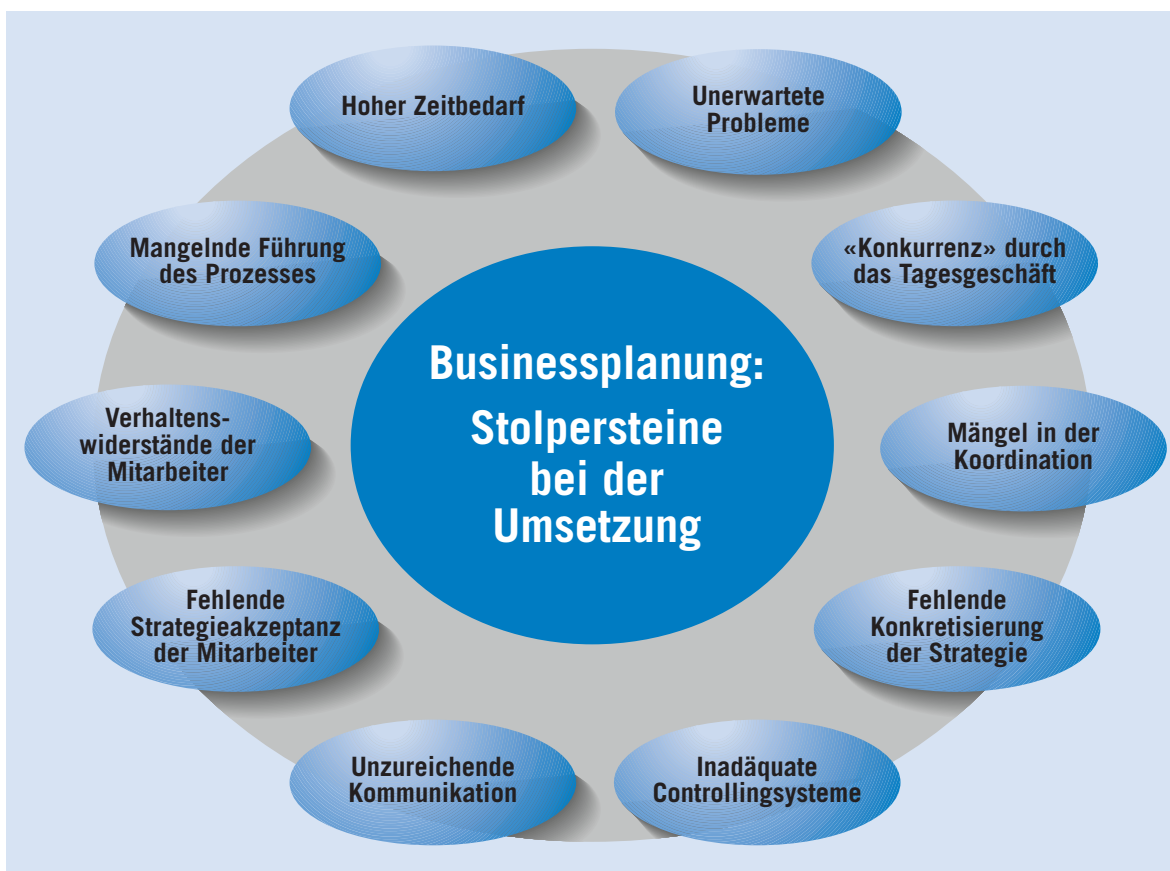 Hoher Zeitbedarf
Unerwartete
Probleme
Mangelnde Führung
des Prozesses
«Konkurrenz» durch
das Tagesgeschäft
Businessplanung:
Stolpersteine
bei der
Umsetzung
Verhaltens-
widerstände der
Mitarbeiter
Mängel in der
Koordination
Fehlende
Strategieakzeptanz
der Mitarbeiter
Fehlende
Konkretisierung
der Strategie
Unzureichende
Kommunikation
Inadäquate
Controllingsysteme